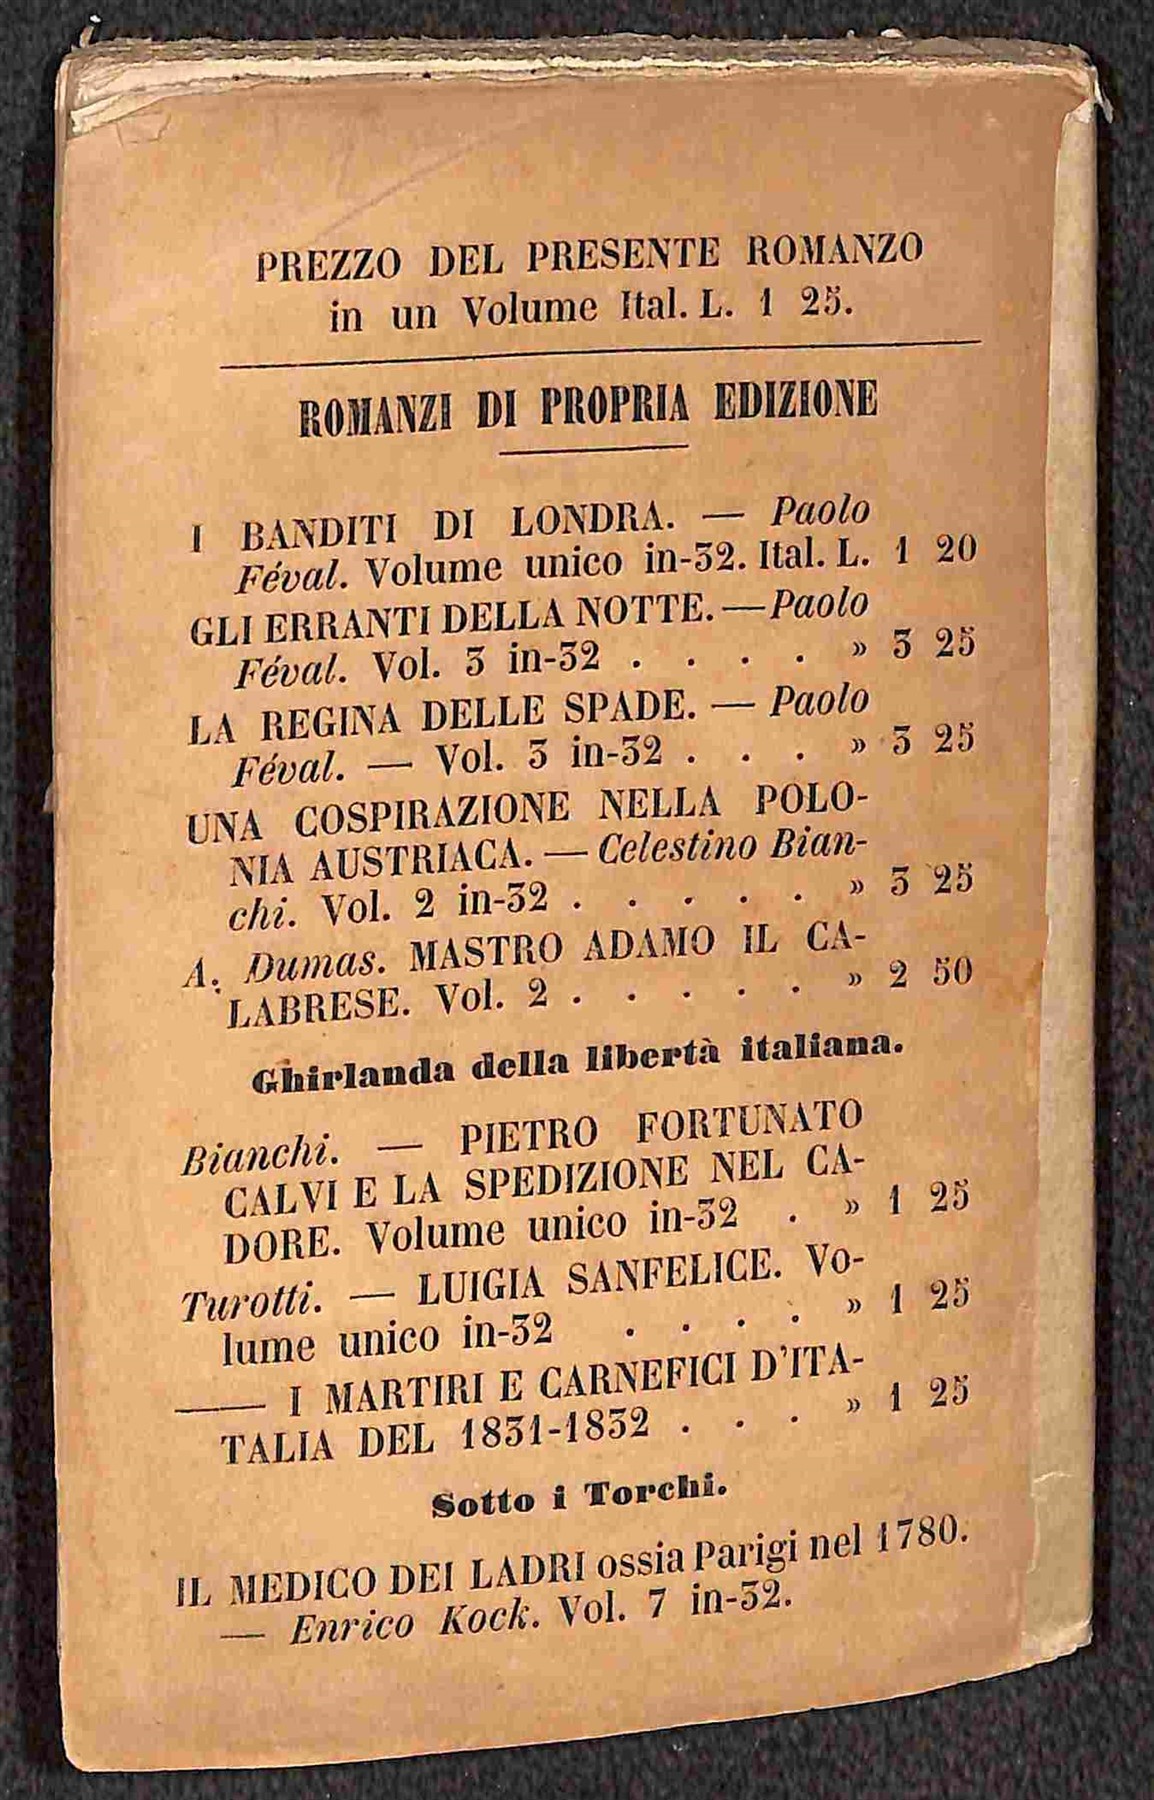 PREZZO DEL PRESENTE ROMANZO
in un Volume Ital. L. 1 25.
ROMANZI DI PROPRIA EDIZIONE
I BANDITI DI LONDRA. — Paolo
Féval. Volume unico in-32. Ital. L. 1 20
GLI ERRANTI DELLA NOTTE. — Paolo
Féval. Vol. 3 in-32 . . . . » 3 25
LA REGINA DELLE SPADE. — Paolo
Féval. — Vol. 3 in-32 . . . » 3 25
UNA COSPIRAZIONE NELLA POLO-
NIA AUSTRIACA. — Celestino Bian-
chi. Vol. 2 in-32 . . . . . » 3 25
A. Dumas. MASTRO ADAMO IL CA-
LABRESE. Vol. 2 . . . . . » 2 50
Ghirlanda della libertà italiana.
Bianchi. — PIETRO FORTUNATO
CALVI E LA SPEDIZIONE NEL CA-
DORE. Volume unico in-32 . » 1 25
Turotti. — LUIGIA SANFELICE. Vo-
lume unico in-32 . . . . » 1 25
—— I MARTIRI E CARNEFICI D'ITA-
TALIA DEL 1831-1832 . . . » 1 25
Sotto i Torchi.
IL MEDICO DEI LADRI ossia Parigi nel 1780.
— Enrico Kock. Vol. 7 in-32.